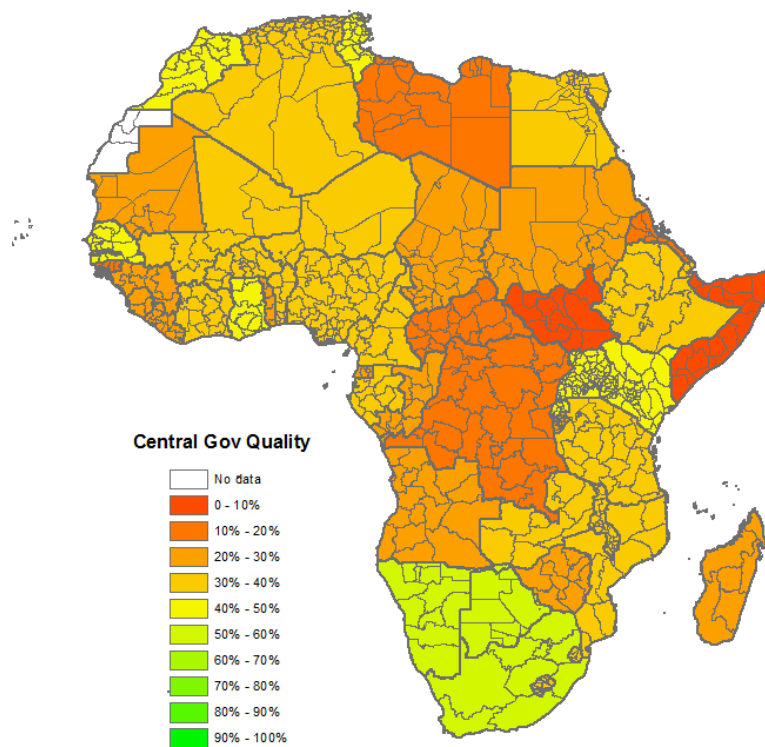 Central Gov Quality
No data
0 - 10%
10% - 20%
20% - 30%
30% - 40%
40% - 50%
50% - 60%
60% - 70%
70% - 80%
80% - 90%
90% - 100%